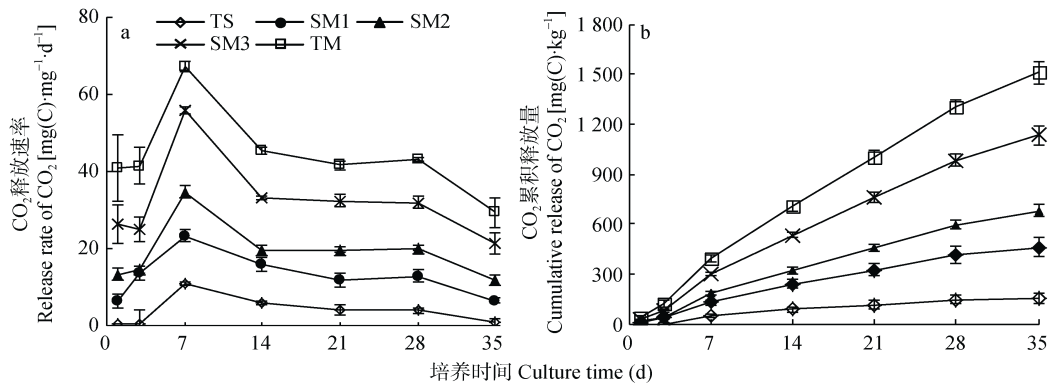 a
TS SM1 SM2
SM3 TM
CO₂释放速率
Release rate of CO₂ [mg(C)·mg⁻¹·d⁻¹]
80
60
40
20
0
0 7 14 21 28 35
b
CO₂累积释放量
Cumulative release of CO₂ [mg(C)·kg⁻¹]
1 800
1 500
1 200
900
600
300
0
0 7 14 21 28 35
培养时间 Culture time (d)